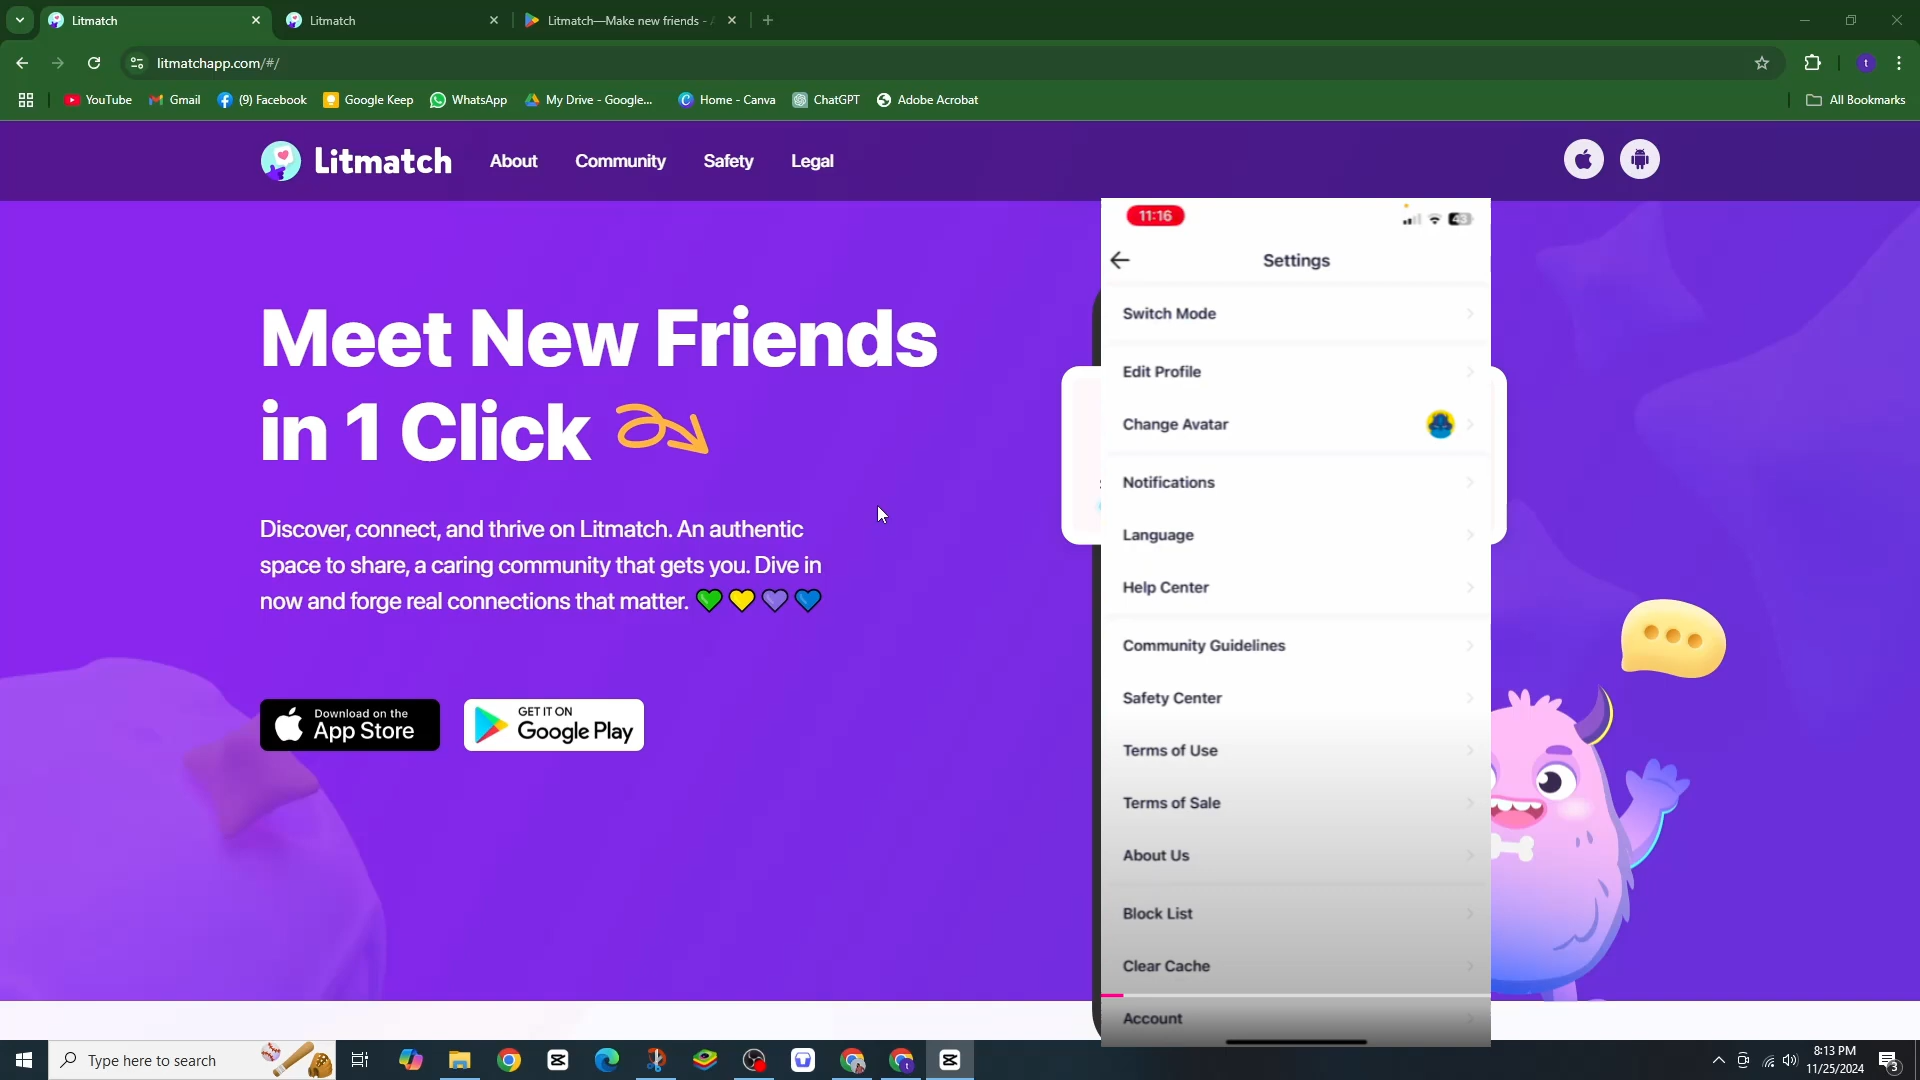 Litmatch
Litmatch
Litmatch—Make new friends -
litmatchapp.com/#/
t
YouTube
Gmail
(9) Facebook
Google Keep
WhatsApp
My Drive - Google...
Home - Canva
ChatGPT
Adobe Acrobat
All Bookmarks
Litmatch
About
Community
Safety
Legal
Meet New Friends
in 1 Click
Discover, connect, and thrive on Litmatch. An authentic
space to share, a caring community that gets you. Dive in
now and forge real connections that matter.
Download on the
App Store
GET IT ON
Google Play
11:16
43
Settings
Switch Mode
Edit Profile
Change Avatar
Notifications
Language
Help Center
Community Guidelines
Safety Center
Terms of Use
Terms of Sale
About Us
Block List
Clear Cache
Account
Type here to search
8:13 PM
11/25/2024
3